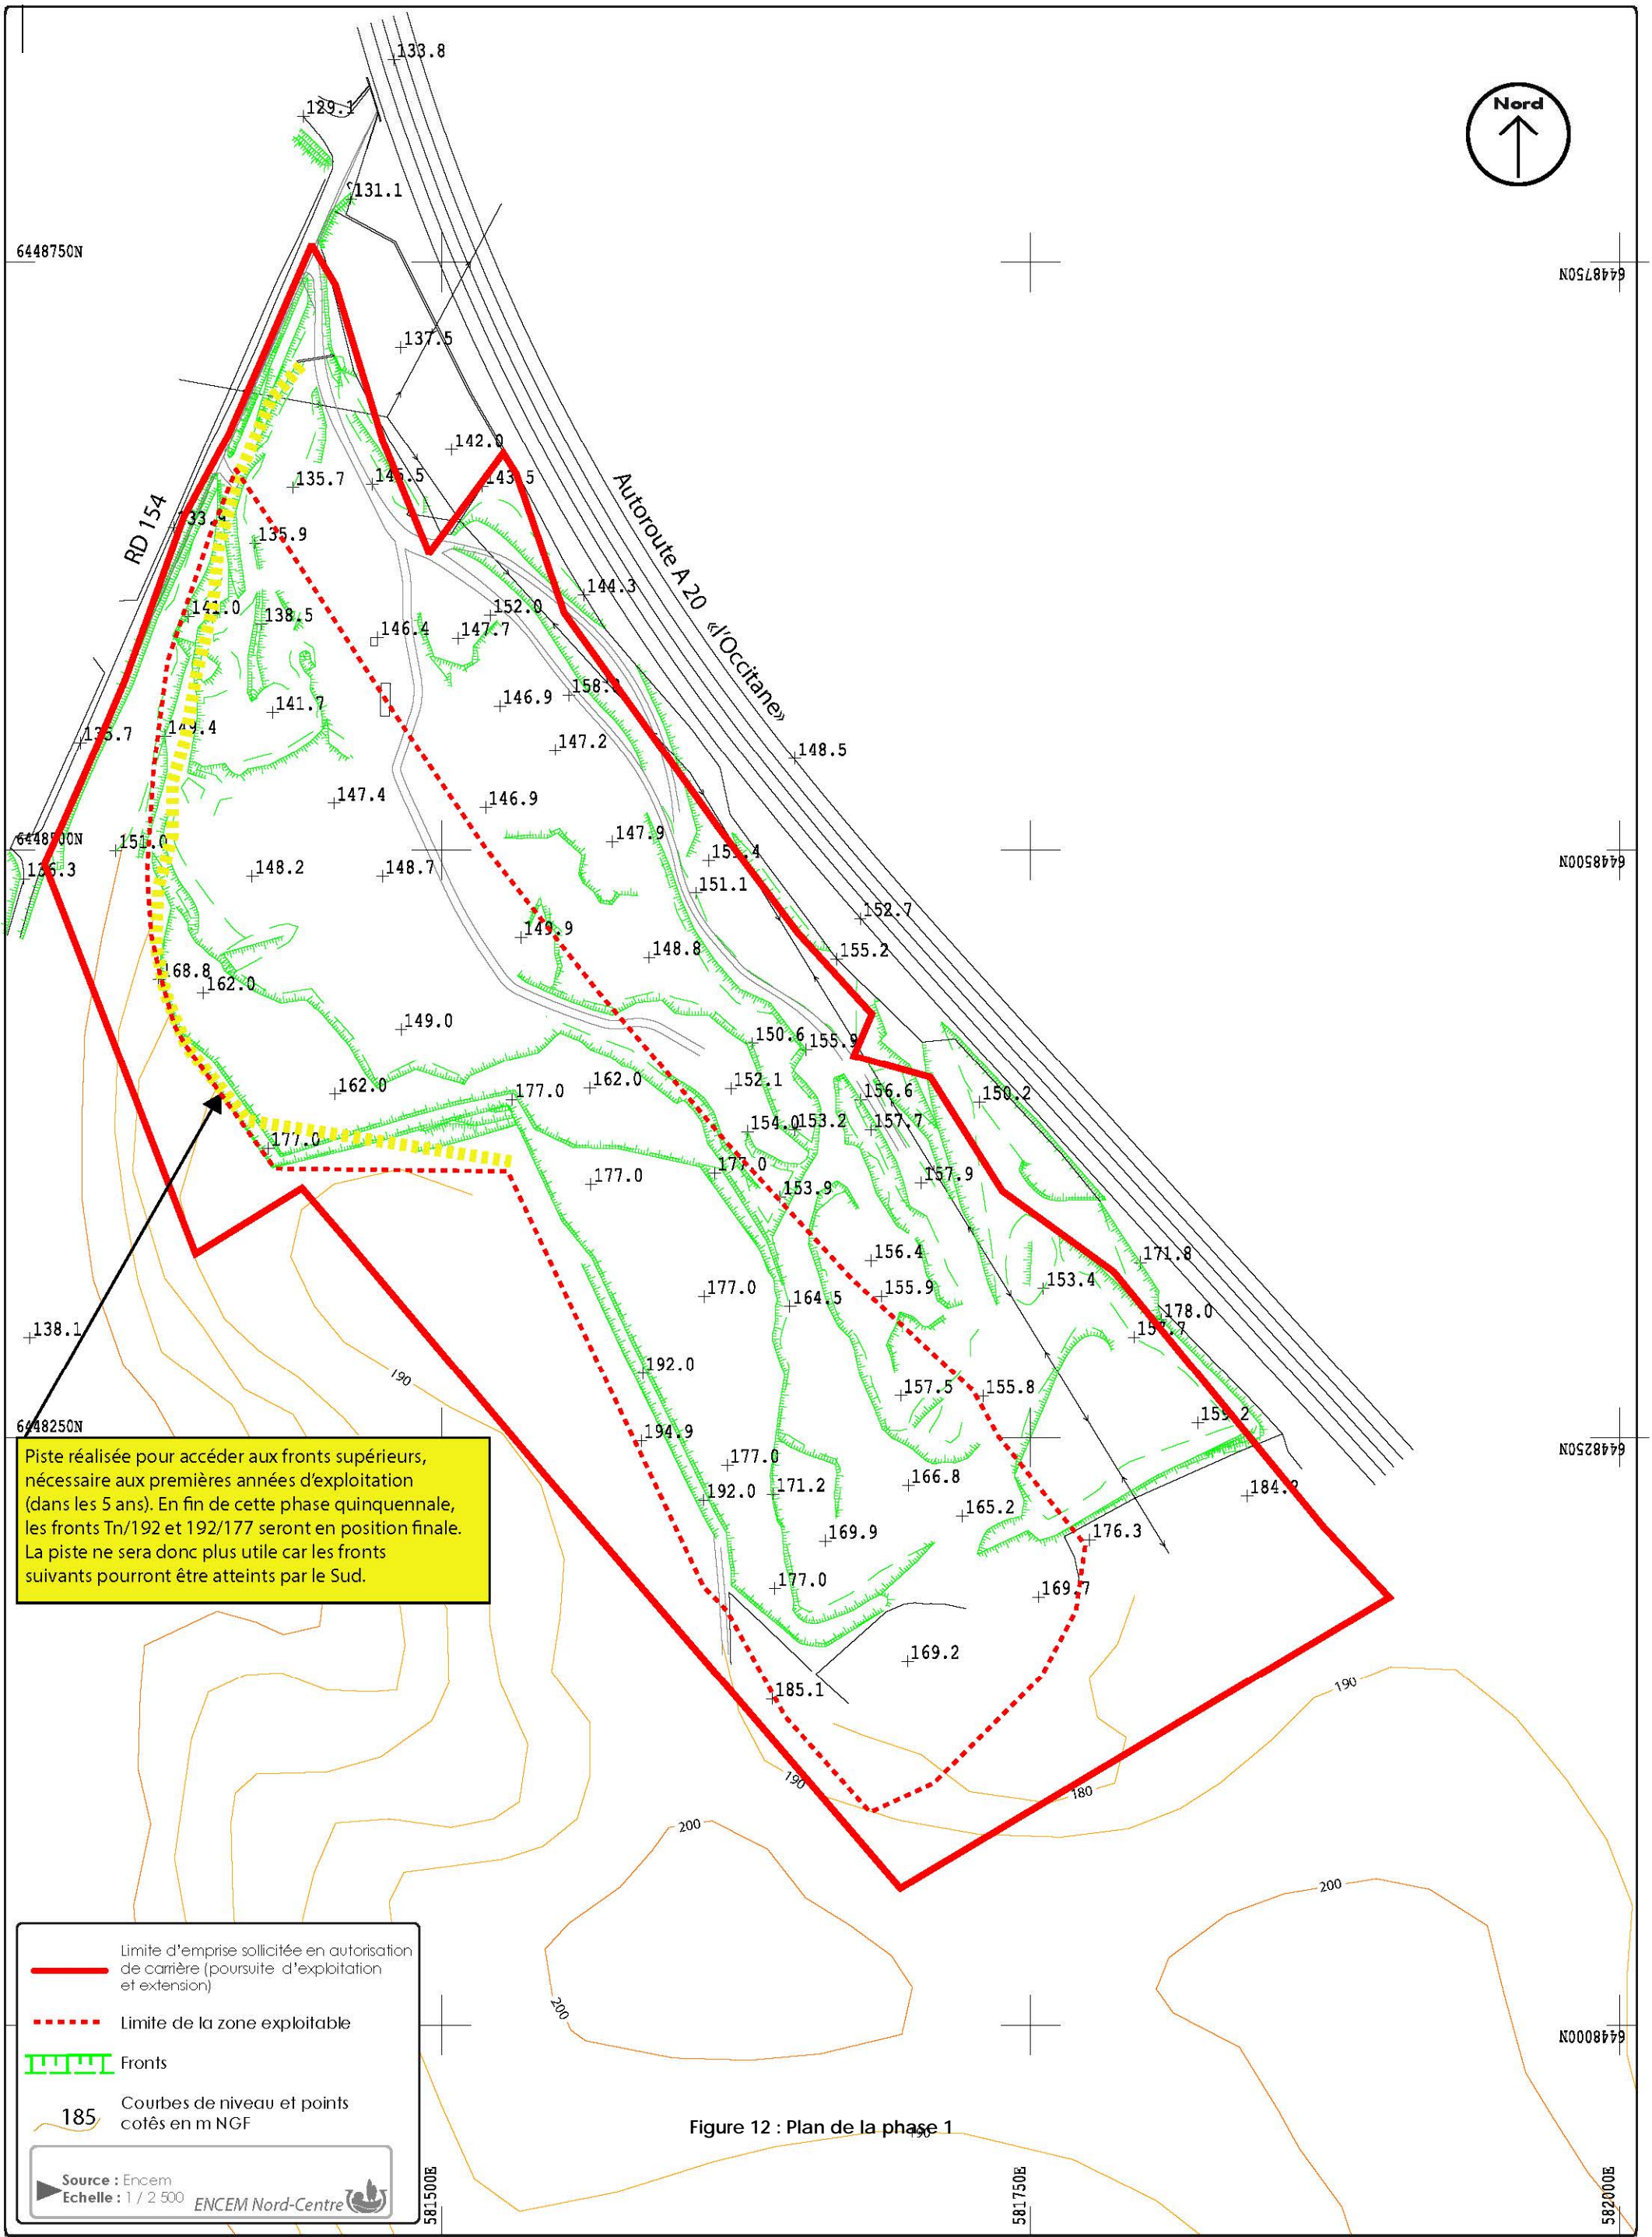 133.8
Nord
129.1
131.1
6448750N
6448750N
137.5
142.0
143.5
135.7
RD 154
135.9
Autoroute A 20 «l'Occitane»
144.3
141.0
138.5
152.0
146.4
147.7
146.9
141.7
147.2
148.5
147.4
146.9
147.9
6448500N
151.0
148.2
148.7
151.1
152.7
149.9
148.8
155.2
168.8
162.0
149.0
150.6
155.9
162.0
177.0
162.0
152.1
156.6
150.2
154.0
153.2
157.7
177.0
177.0
177.0
153.9
157.9
156.4
171.8
177.0
164.5
155.9
153.4
178.0
138.1
157.7
192.0
190
157.5
155.8
159.2
6448250N
6448250N
194.9
177.0
166.8
192.0
171.2
165.2
169.9
176.3
177.0
169.7
169.2
185.1
190
190
180
200
200
200
Piste réalisée pour accéder aux fronts supérieurs,
nécessaire aux premières années d'exploitation
(dans les 5 ans). En fin de cette phase quinquennale,
les fronts Tn/192 et 192/177 seront en position finale.
La piste ne sera donc plus utile car les fronts
suivants pourront être atteints par le Sud.
Limite d'emprise sollicitée en autorisation
de carrière (poursuite d'exploitation
et extension)
Limite de la zone exploitable
Fronts
185
Courbes de niveau et points
cotês en m NGF
Source : Encem
Echelle : 1 / 2 500
ENCEM Nord-Centre
6448500N
6448000N
Figure 12 : Plan de la phase 1
190
581500E
581750E
582000E